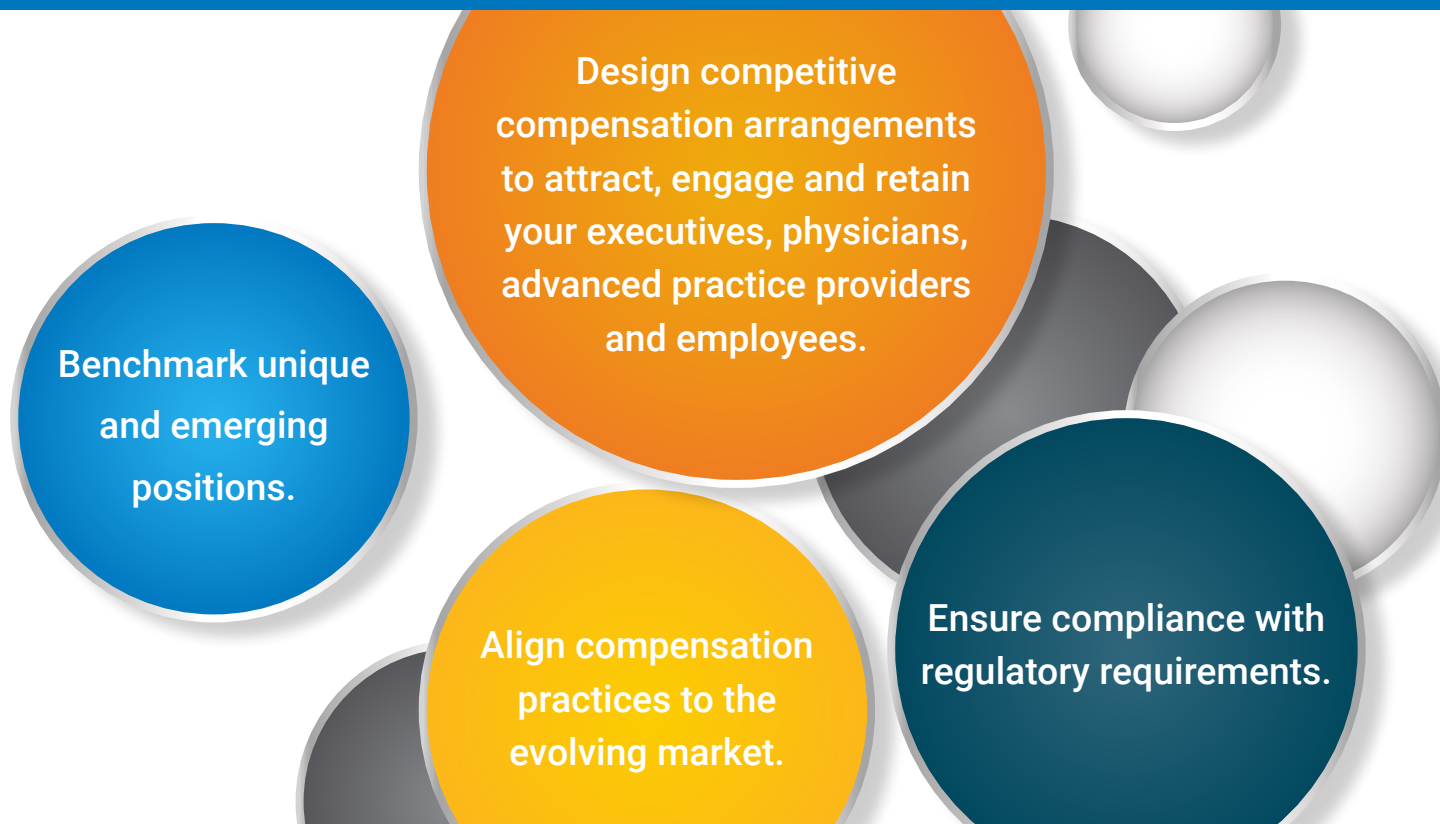 Design competitive
compensation arrangements
to attract, engage and retain
your executives, physicians,
advanced practice providers
and employees.
Benchmark unique
and emerging
positions.
Align compensation
practices to the
evolving market.
Ensure compliance with
regulatory requirements.